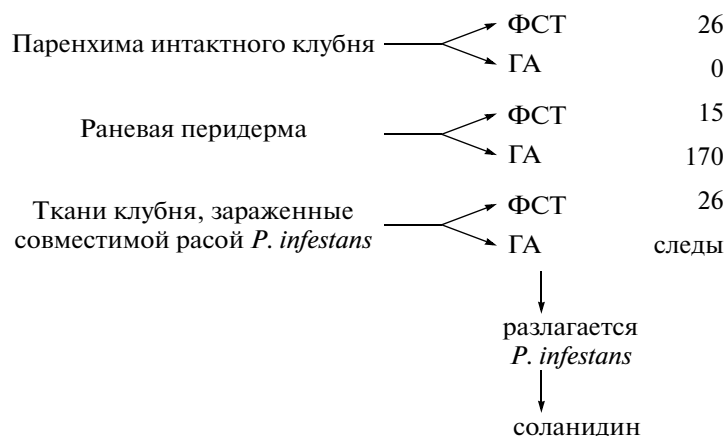 Паренхима интактного клубня
ФСТ 26
ГА 0
Раневая перидерма
ФСТ 15
ГА 170
Ткани клубня, зараженные
совместимой расой P. infestans
ФСТ 26
ГА следы
разлагается
P. infestans
соланидин